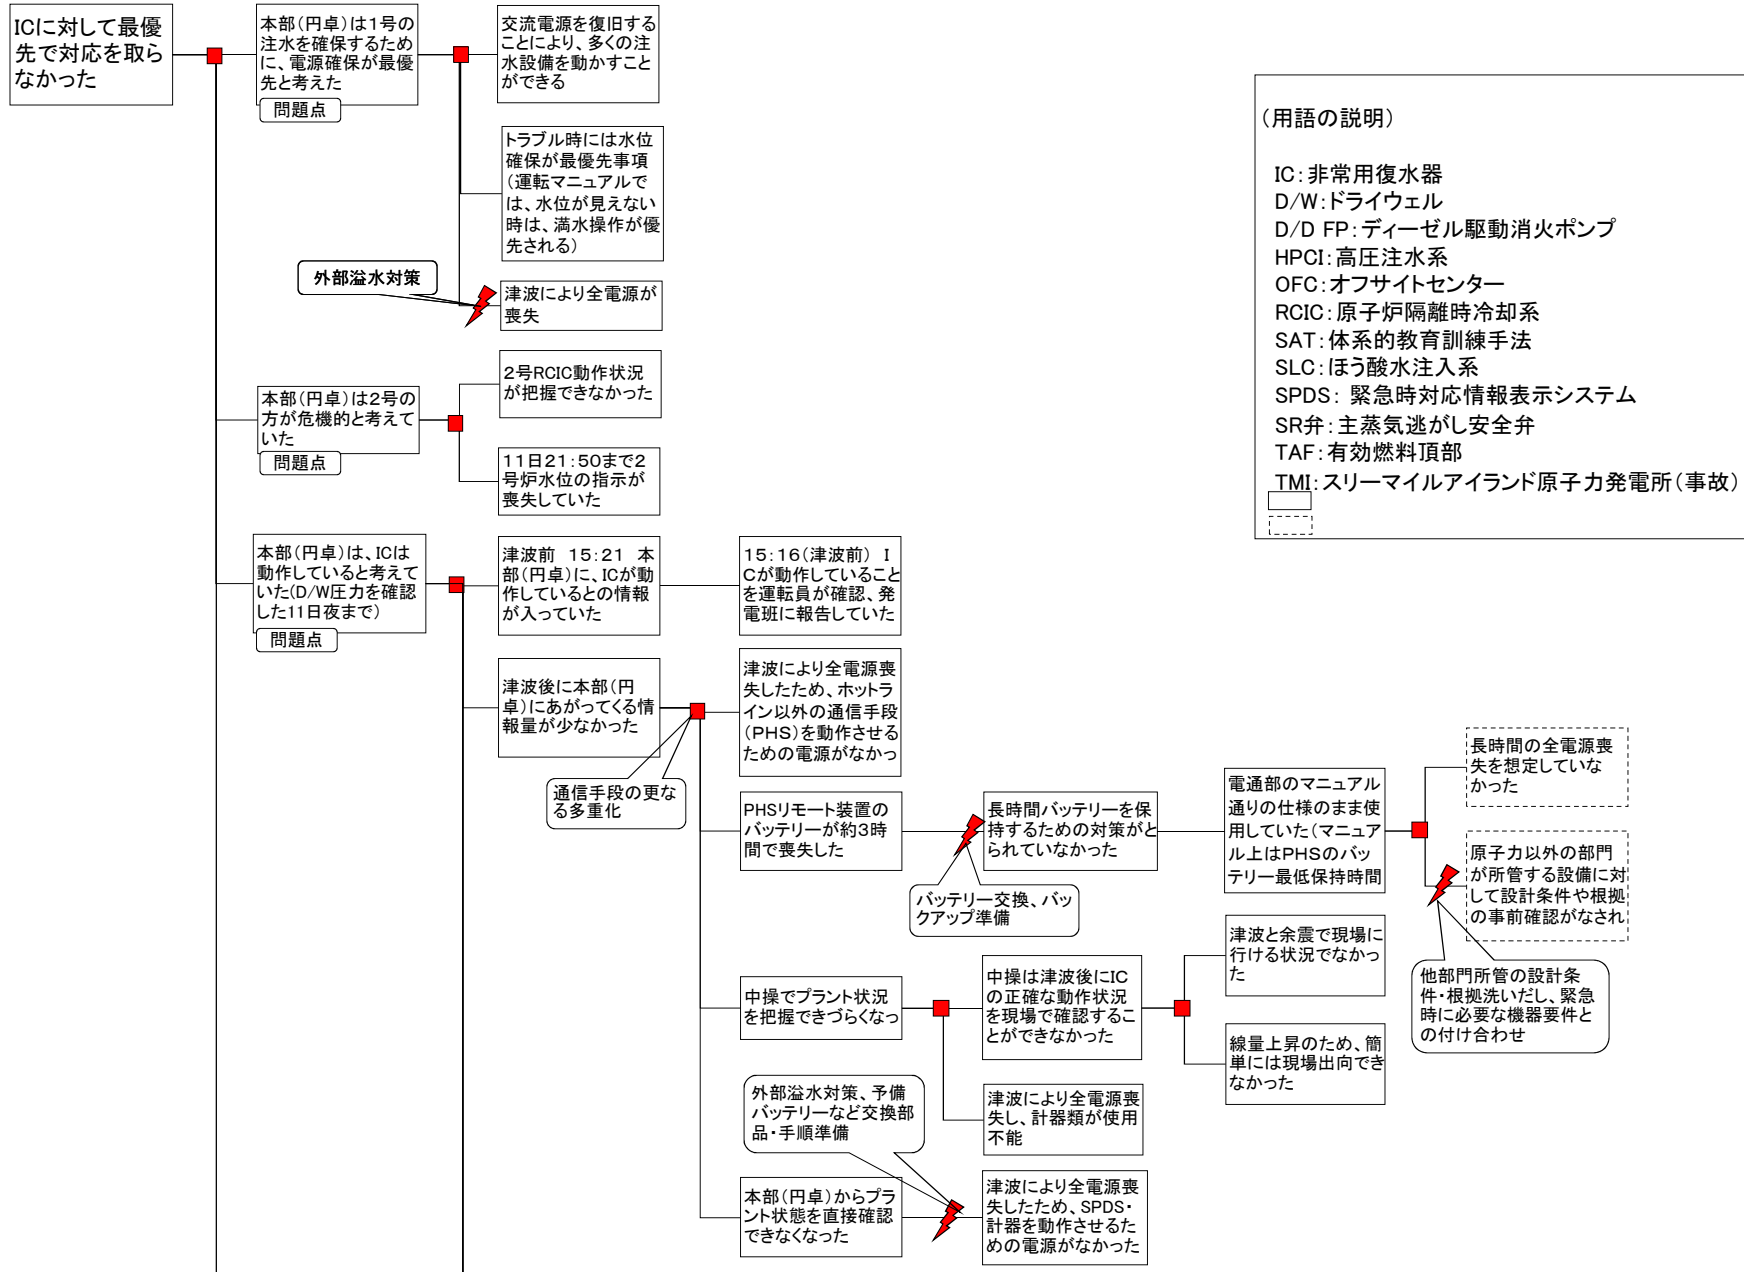 ICに対して最優
先で対応を取ら
なかった
本部(円卓)は1号の
注水を確保するため
に、電源確保が最優
先と考えた
問題点
交流電源を復旧する
ことにより、多くの注
水設備を動かすこと
ができる
トラブル時には水位
確保が最優先事項
(運転マニュアルで
は、水位が見えない
時は、満水操作が優
先される)
外部溢水対策
津波により全電源が
喪失
本部(円卓)は2号の
方が危機的と考えて
いた
問題点
2号RCIC動作状況
が把握できなかった
11日21:50まで2
号炉水位の指示が
喪失していた
本部(円卓)は、ICは
動作していると考えて
いた(D/W圧力を確認
した11日夜まで)
問題点
津波前 15:21 本
部(円卓)に、ICが動
作しているとの情報
が入っていた
15:16(津波前) I
Cが動作していること
を運転員が確認、発
電班に報告していた
津波後に本部(円
卓)にあがってくる情
報量が少なかった
通信手段の更な
る多重化
津波により全電源喪
失したため、ホットラ
イン以外の通信手段
(PHS)を動作させる
ための電源がなかっ
PHSリモート装置の
バッテリーが約3時
間で喪失した
長時間バッテリーを保
持するための対策がと
られていなかった
バッテリー交換、バッ
クアップ準備
電通部のマニュアル
通りの仕様のまま使
用していた(マニュア
ル上はPHSのバッ
テリー最低保持時間
長時間の全電源喪
失を想定していな
かった
原子力以外の部門
が所管する設備に対
して設計条件や根拠
の事前確認がなされ
他部門所管の設計条
件・根拠洗いだし、緊急
時に必要な機器要件と
の付け合わせ
中操でプラント状況
を把握できづらくなっ
中操は津波後にIC
の正確な動作状況
を現場で確認するこ
とができなかった
津波と余震で現場に
行ける状況でなかっ
た
線量上昇のため、簡
単には現場出向でき
なかった
津波により全電源喪
失し、計器類が使用
不能
外部溢水対策、予備
バッテリーなど交換部
品・手順準備
本部(円卓)からプラ
ント状態を直接確認
できなくなった
津波により全電源喪
失したため、SPDS・
計器を動作させるた
めの電源がなかった
(用語の説明)
IC:非常用復水器
D/W:ドライウェル
D/D FP:ディーゼル駆動消火ポンプ
HPCI:高圧注水系
OFC:オフサイトセンター
RCIC:原子炉隔離時冷却系
SAT:体系的教育訓練手法
SLC:ほう酸水注入系
SPDS: 緊急時対応情報表示システム
SR弁:主蒸気逃がし安全弁
TAF:有効燃料頂部
TMI:スリーマイルアイランド原子力発電所(事故)